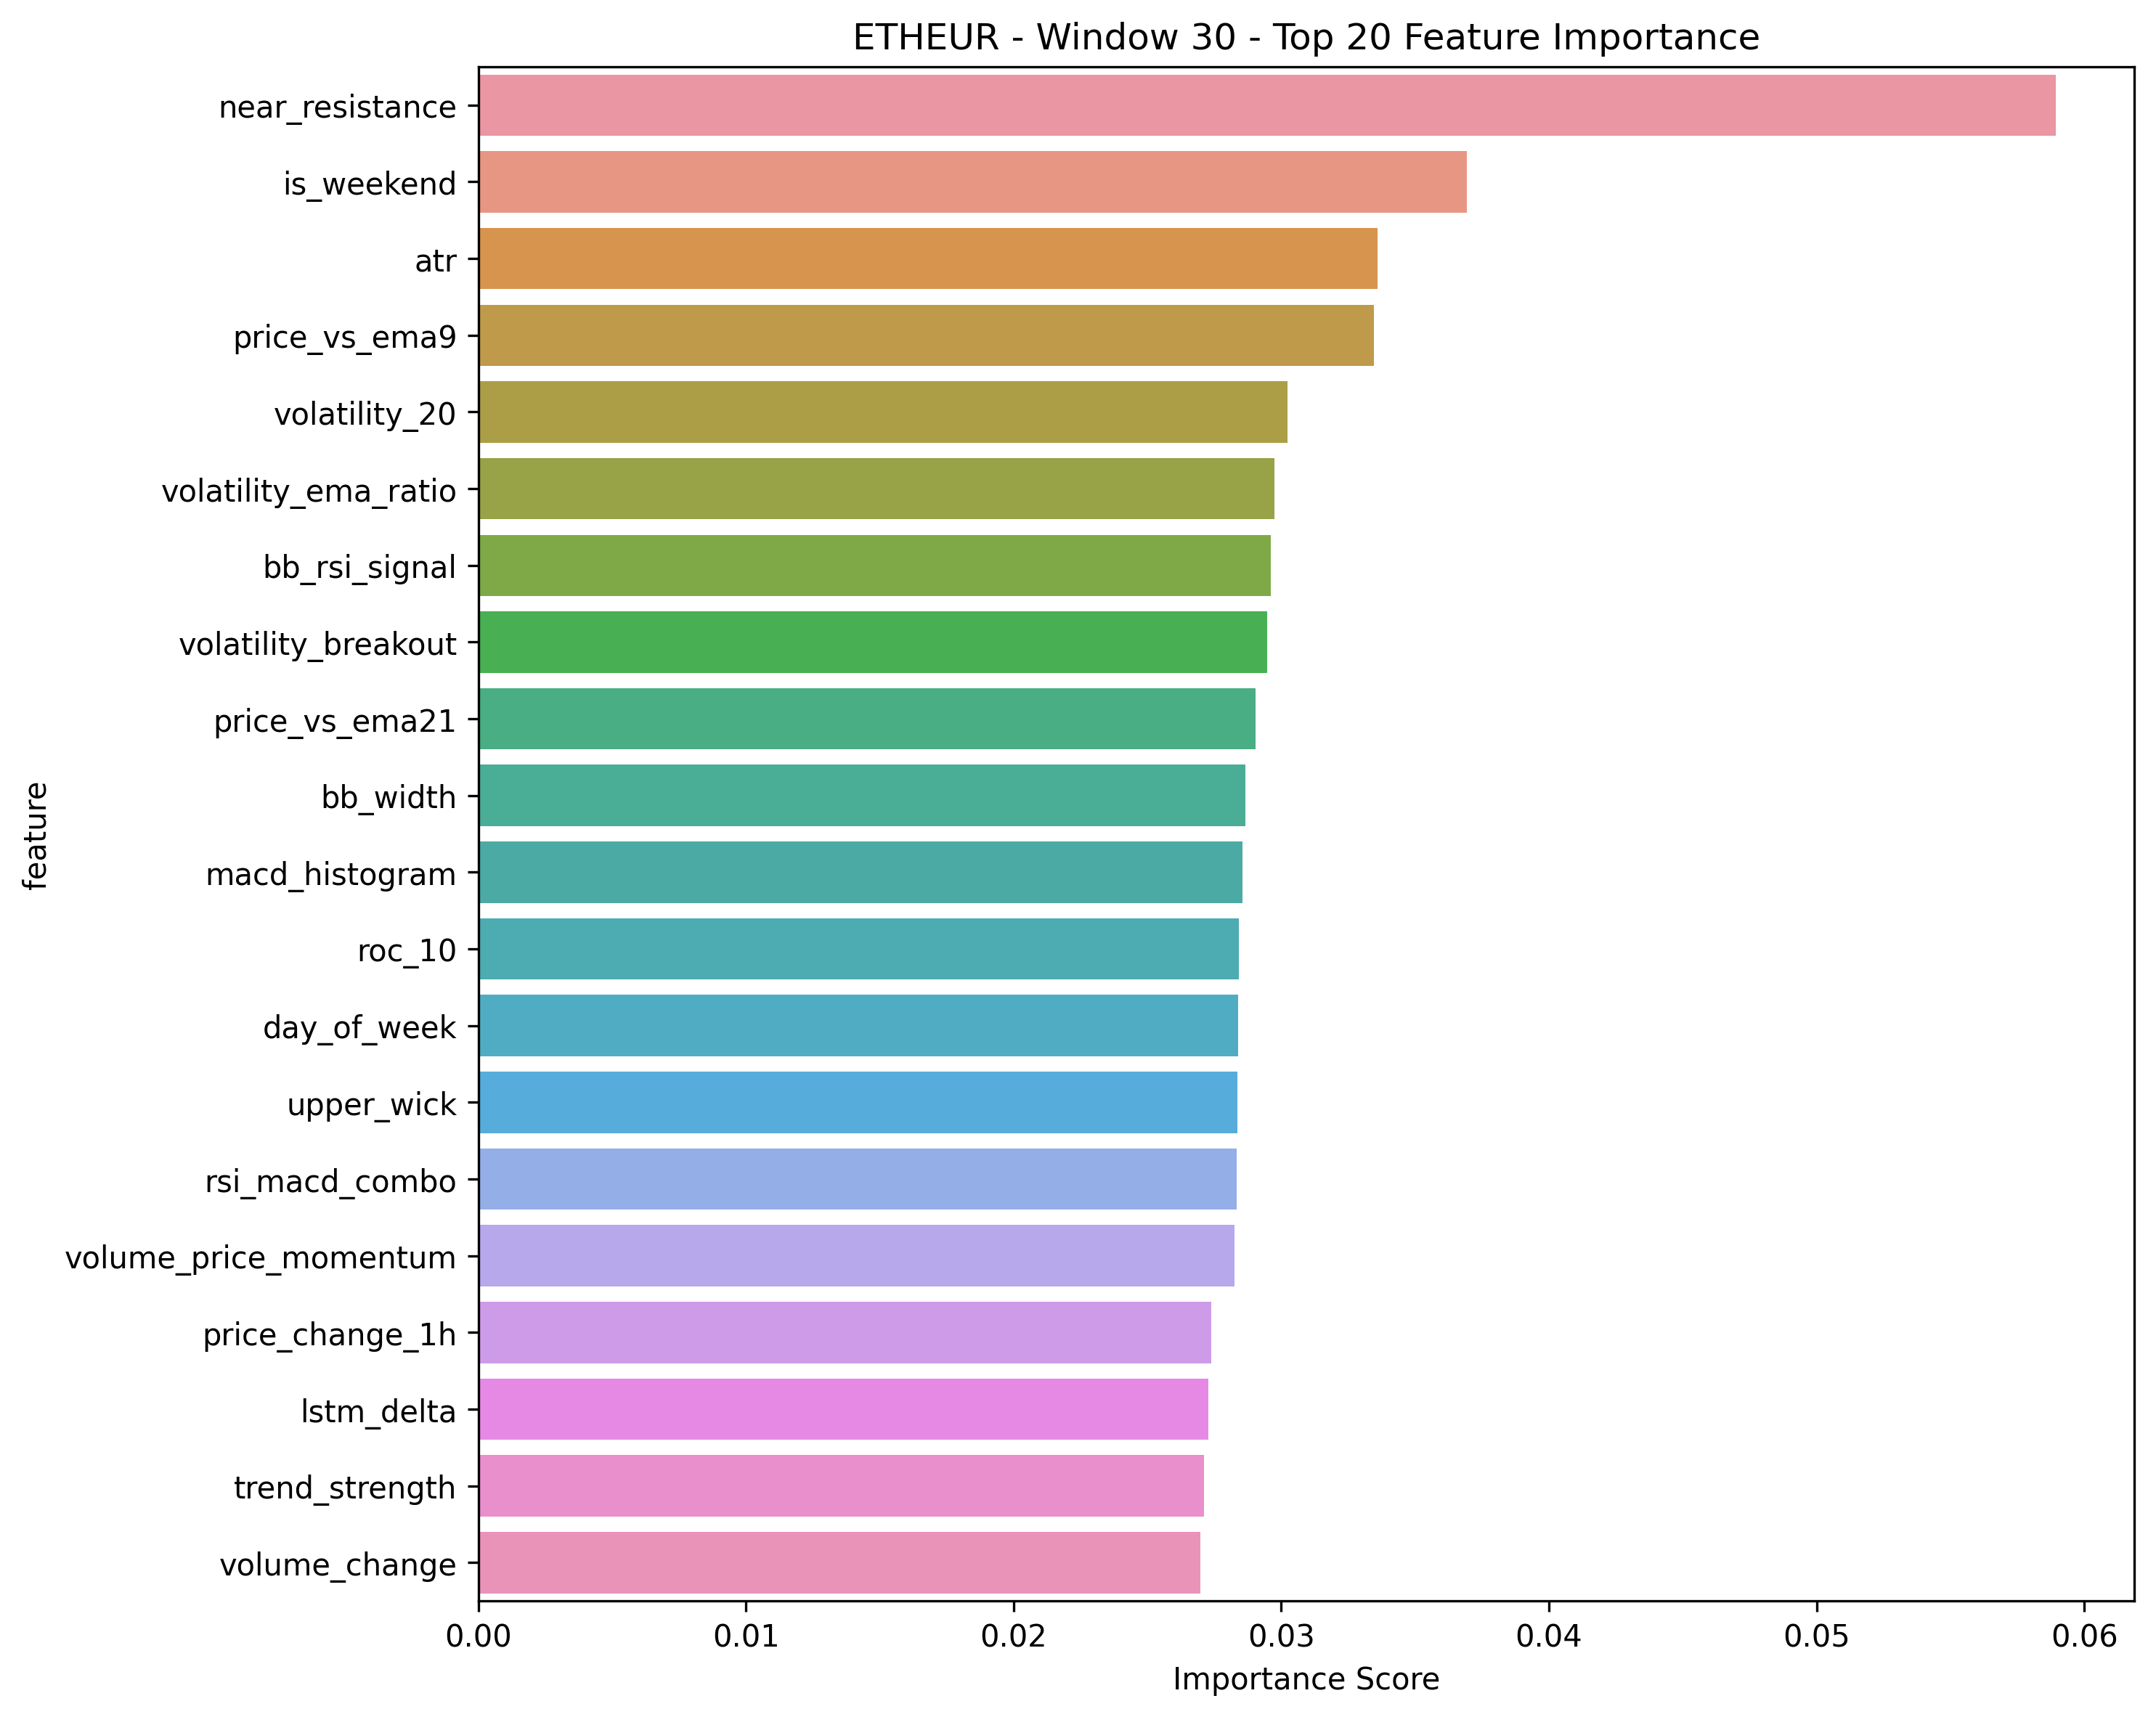 ETHEUR - Window 30 - Top 20 Feature Importance
near_resistance
is_weekend
atr
price_vs_ema9
volatility_20
volatility_ema_ratio
bb_rsi_signal
volatility_breakout
price_vs_ema21
bb_width
macd_histogram
roc_10
day_of_week
upper_wick
rsi_macd_combo
volume_price_momentum
price_change_1h
lstm_delta
trend_strength
volume_change
feature
0.00 0.01 0.02 0.03 0.04 0.05 0.06
Importance Score